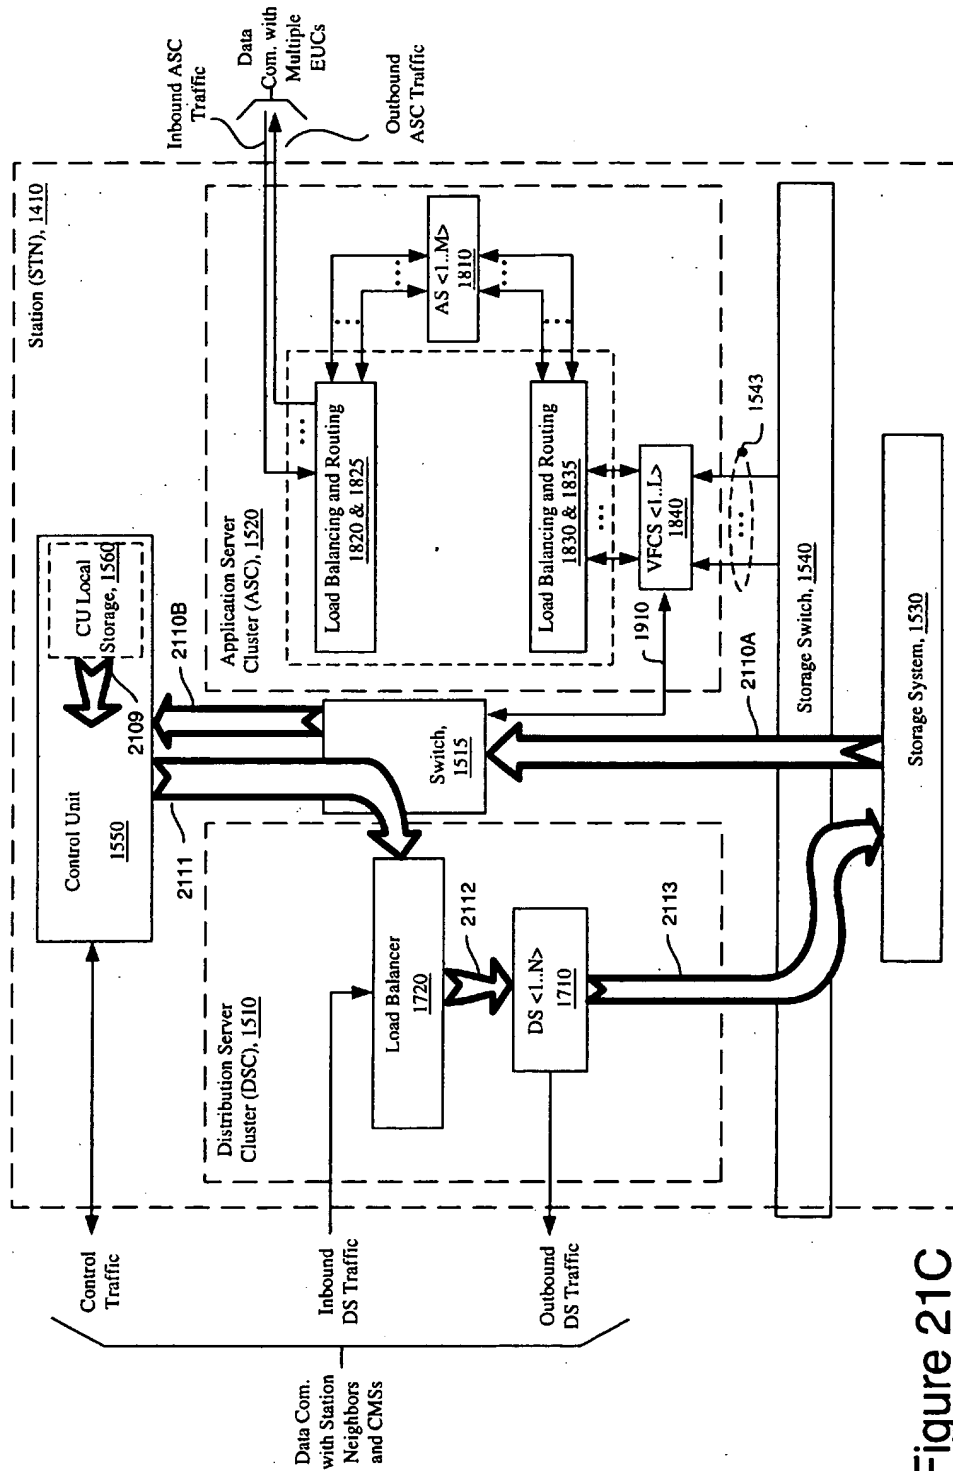 Station (STN), 1410
Inbound ASC
Traffic
Data
Com. with
Multiple
EUCs
Outbound
ASC Traffic
Control Unit
1550
CU Local
Storage, 1560
2109
2110B
2111
Application Server
Cluster (ASC), 1520
Load Balancing and Routing
1820 & 1825
AS <1..M>
1810
Load Balancing and Routing
1830 & 1835
VFCS <1..L>
1840
1910
1543
Switch,
1515
2110A
Distribution Server
Cluster (DSC), 1510
Load Balancer
1720
2112
DS <1..N>
1710
2113
Storage Switch, 1540
Storage System, 1530
Control
Traffic
Inbound
DS Traffic
Outbound
DS Traffic
Data Com.
with Station
Neighbors
and CMSs
Figure 21C